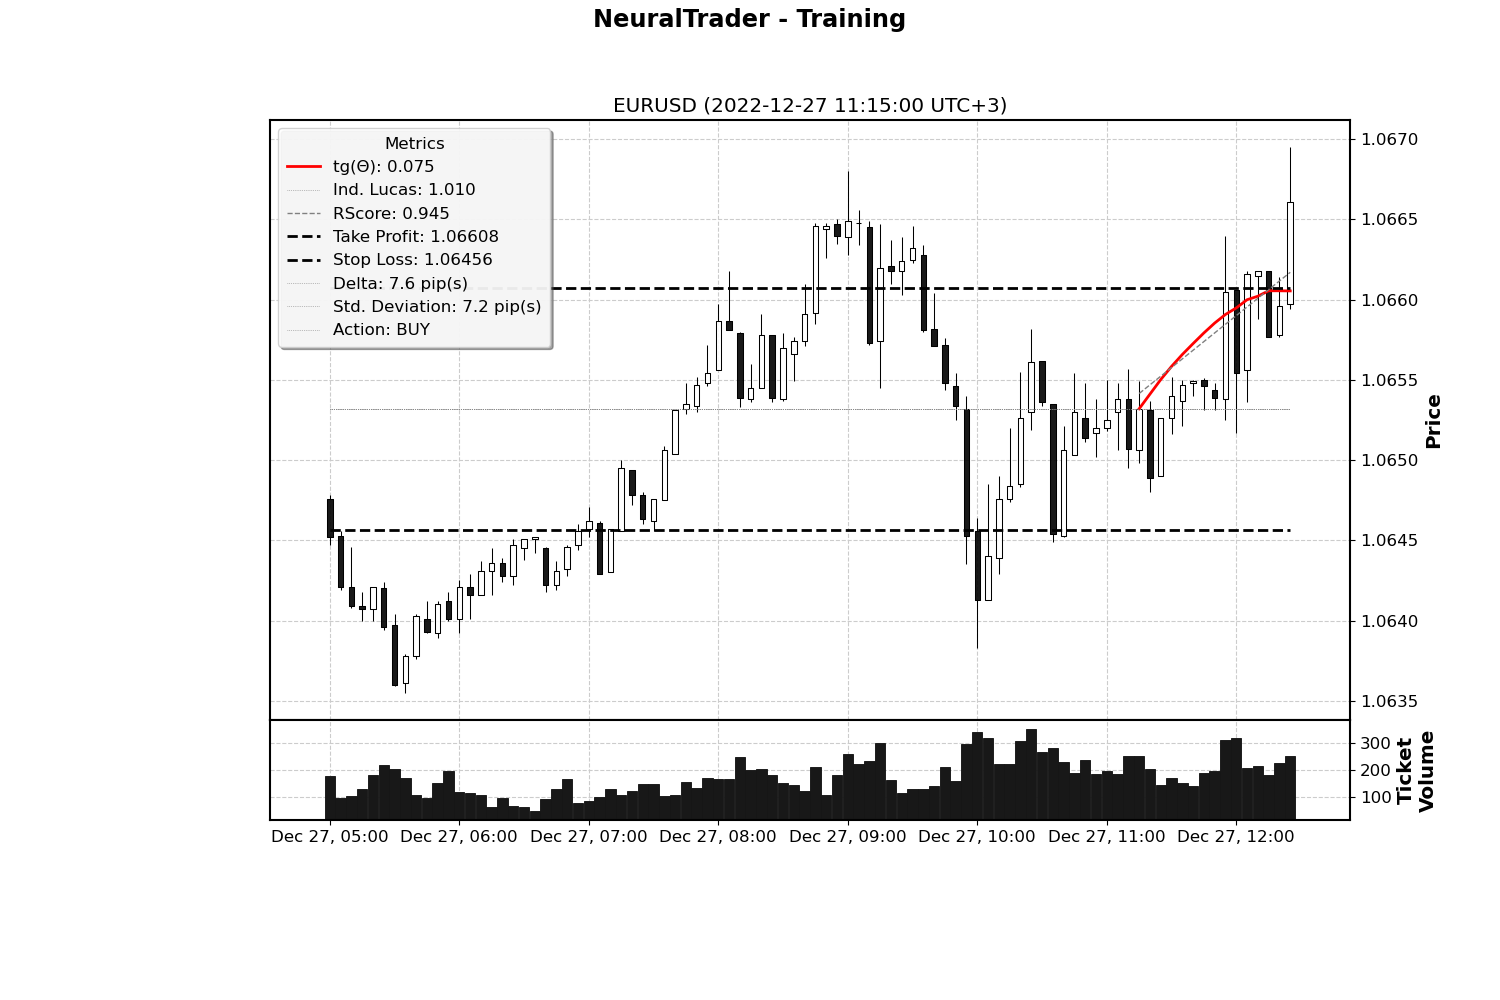 NeuralTrader - Training
EURUSD (2022-12-27 11:15:00 UTC+3)
Metrics
tg(Θ): 0.075
Ind. Lucas: 1.010
RScore: 0.945
Take Profit: 1.06608
Stop Loss: 1.06456
Delta: 7.6 pip(s)
Std. Deviation: 7.2 pip(s)
Action: BUY
1.0670
1.0665
1.0660
1.0655
1.0650
1.0645
1.0640
1.0635
Price
300
200
100
Ticket
Volume
Dec 27, 05:00 Dec 27, 06:00 Dec 27, 07:00 Dec 27, 08:00 Dec 27, 09:00 Dec 27, 10:00 Dec 27, 11:00 Dec 27, 12:00